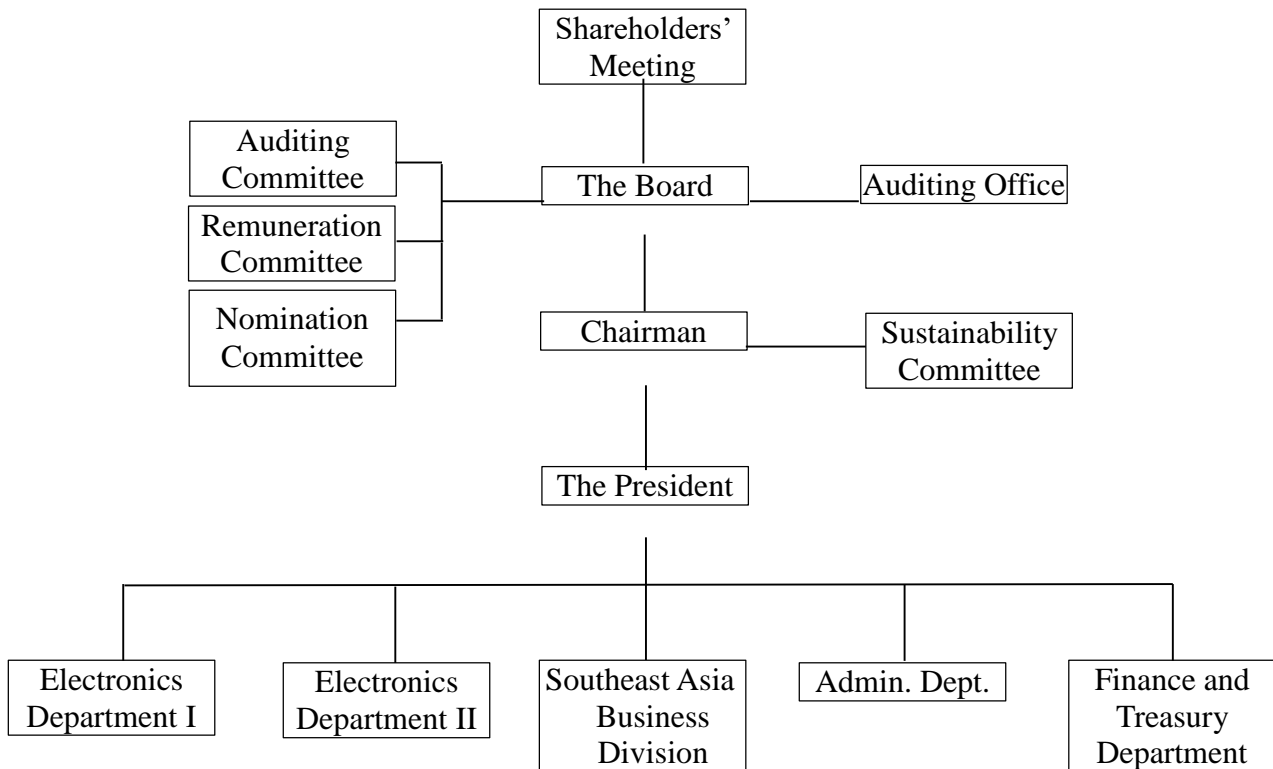 Shareholders’
Meeting
Auditing
Committee
The Board
Auditing Office
Remuneration
Committee
Nomination
Committee
Chairman
Sustainability
Committee
The President
Electronics
Department I
Electronics
Department II
Southeast Asia
Business
Division
Admin. Dept.
Finance and
Treasury
Department